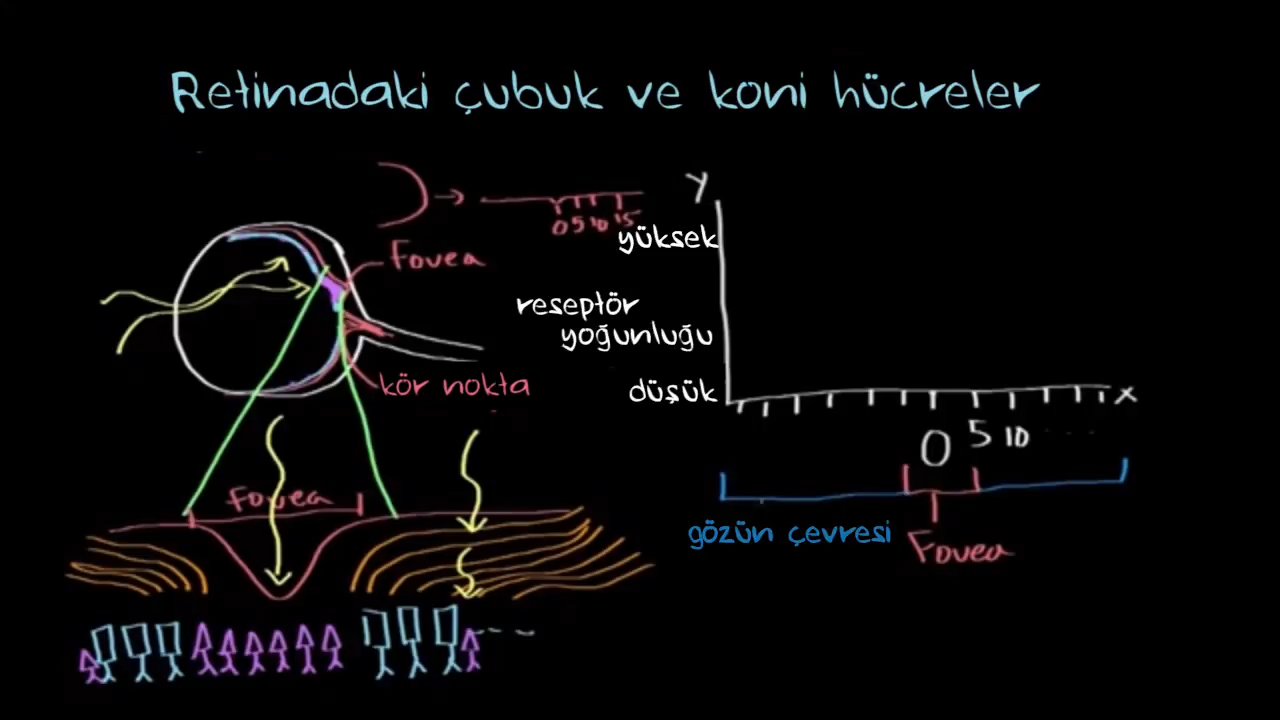 Retinadaki çubuk ve koni hücreler
0 5 10 15
y
yüksek
Fovea
reseptör
yoğunluğu
kör nokta
düşük
x
0 5 10
Fovea
gözün çevresi
Fovea